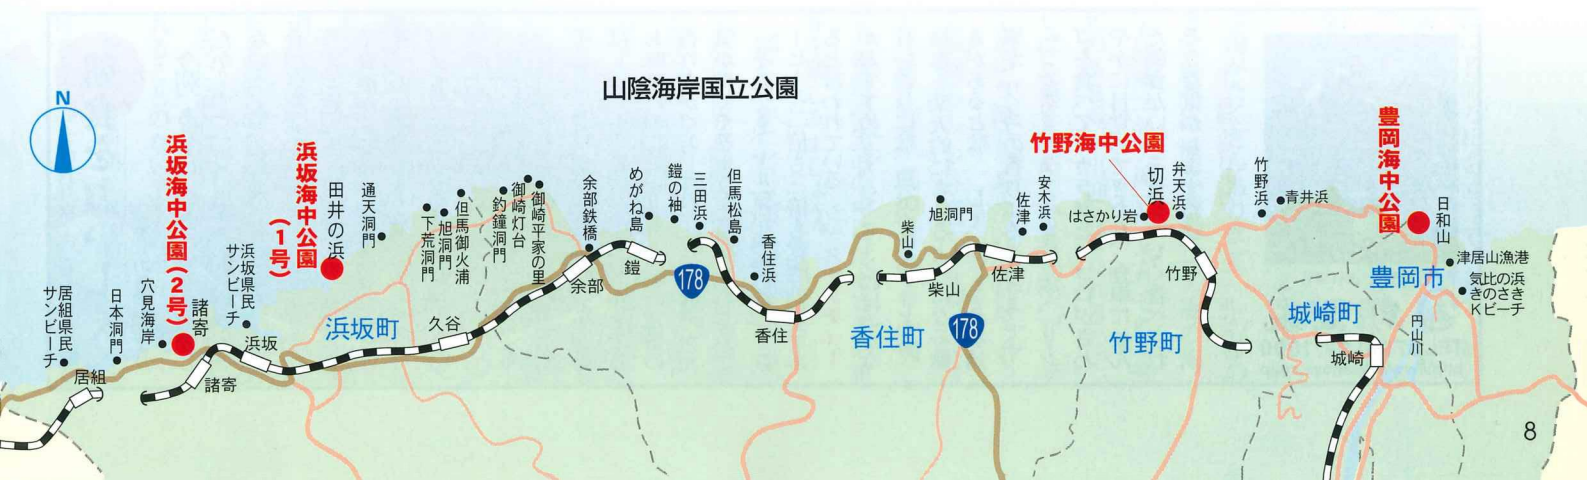 山陰海岸国立公園
N
浜坂海中公園(2号)
浜坂海中公園
(1号)
田井の浜
通天洞門
下荒洞門
旭洞門
但馬御火浦
釣鐘洞門
御崎灯台
御崎平家の里
余部鉄橋
めがね島
鎧の袖
三田浜
但馬松島
香住浜
柴山
旭洞門
佐津
安木浜
竹野海中公園
はさかり岩
切浜
弁天浜
竹野浜
青井浜
豊岡海中公園
日和山
津居山漁港
気比の浜
きのさき
Kビーチ
居組県民
サンビーチ
日本洞門
穴見海岸
諸寄
浜坂県民
サンビーチ
居組
諸寄
浜坂
浜坂町
久谷
余部
鎧
178
香住
香住町
柴山
178
佐津
竹野町
竹野
城崎町
城崎
豊岡市
円山川
8